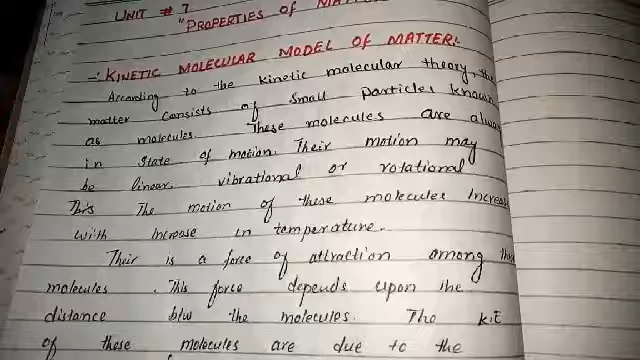 UNIT # 7
"PROPERTIES OF
KINETIC MOLECULAR MODEL OF MATTER:-
According to the kinetic molecular theory, the
matter consists of small particles known
as molecules. These molecules are always
in state of motion. Their motion may
be linear, vibrational or rotational
This The motion of these molecules increase
with increase in temperature.
Their is a force of attraction among
molecules. This force depends upon the
distance b/w the molecules. The K.E
of these molecules are due to the